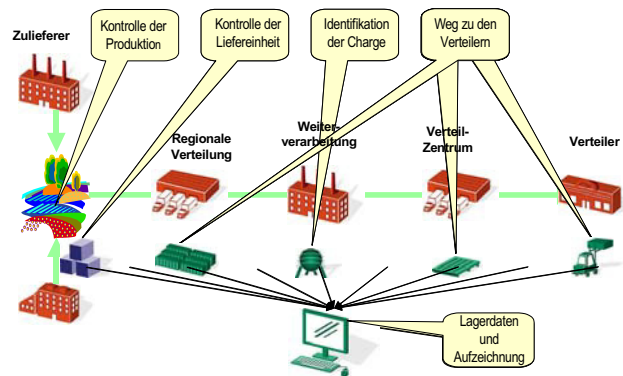 Zulieferer
Kontrolle der
Produktion
Kontrolle der
Liefereinheit
Identifikation
der Charge
Weg zu den
Verteilern
Regionale
Verteilung
Weiter-
verarbeitung
Verteil-
Zentrum
Verteiler
Lagerdaten
und
Aufzeichnung